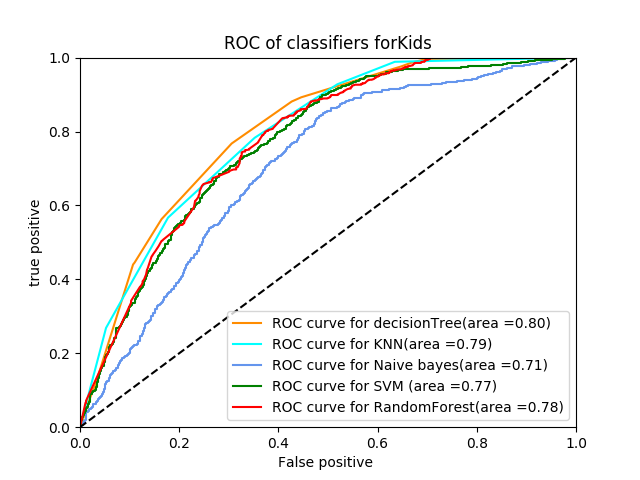 ROC of classifiers forKids
true positive
1.0
0.8
0.6
0.4
0.2
0.0
ROC curve for decisionTree(area =0.80)
ROC curve for KNN(area =0.79)
ROC curve for Naive bayes(area =0.71)
ROC curve for SVM (area =0.77)
ROC curve for RandomForest(area =0.78)
0.0 0.2 0.4 0.6 0.8 1.0
False positive